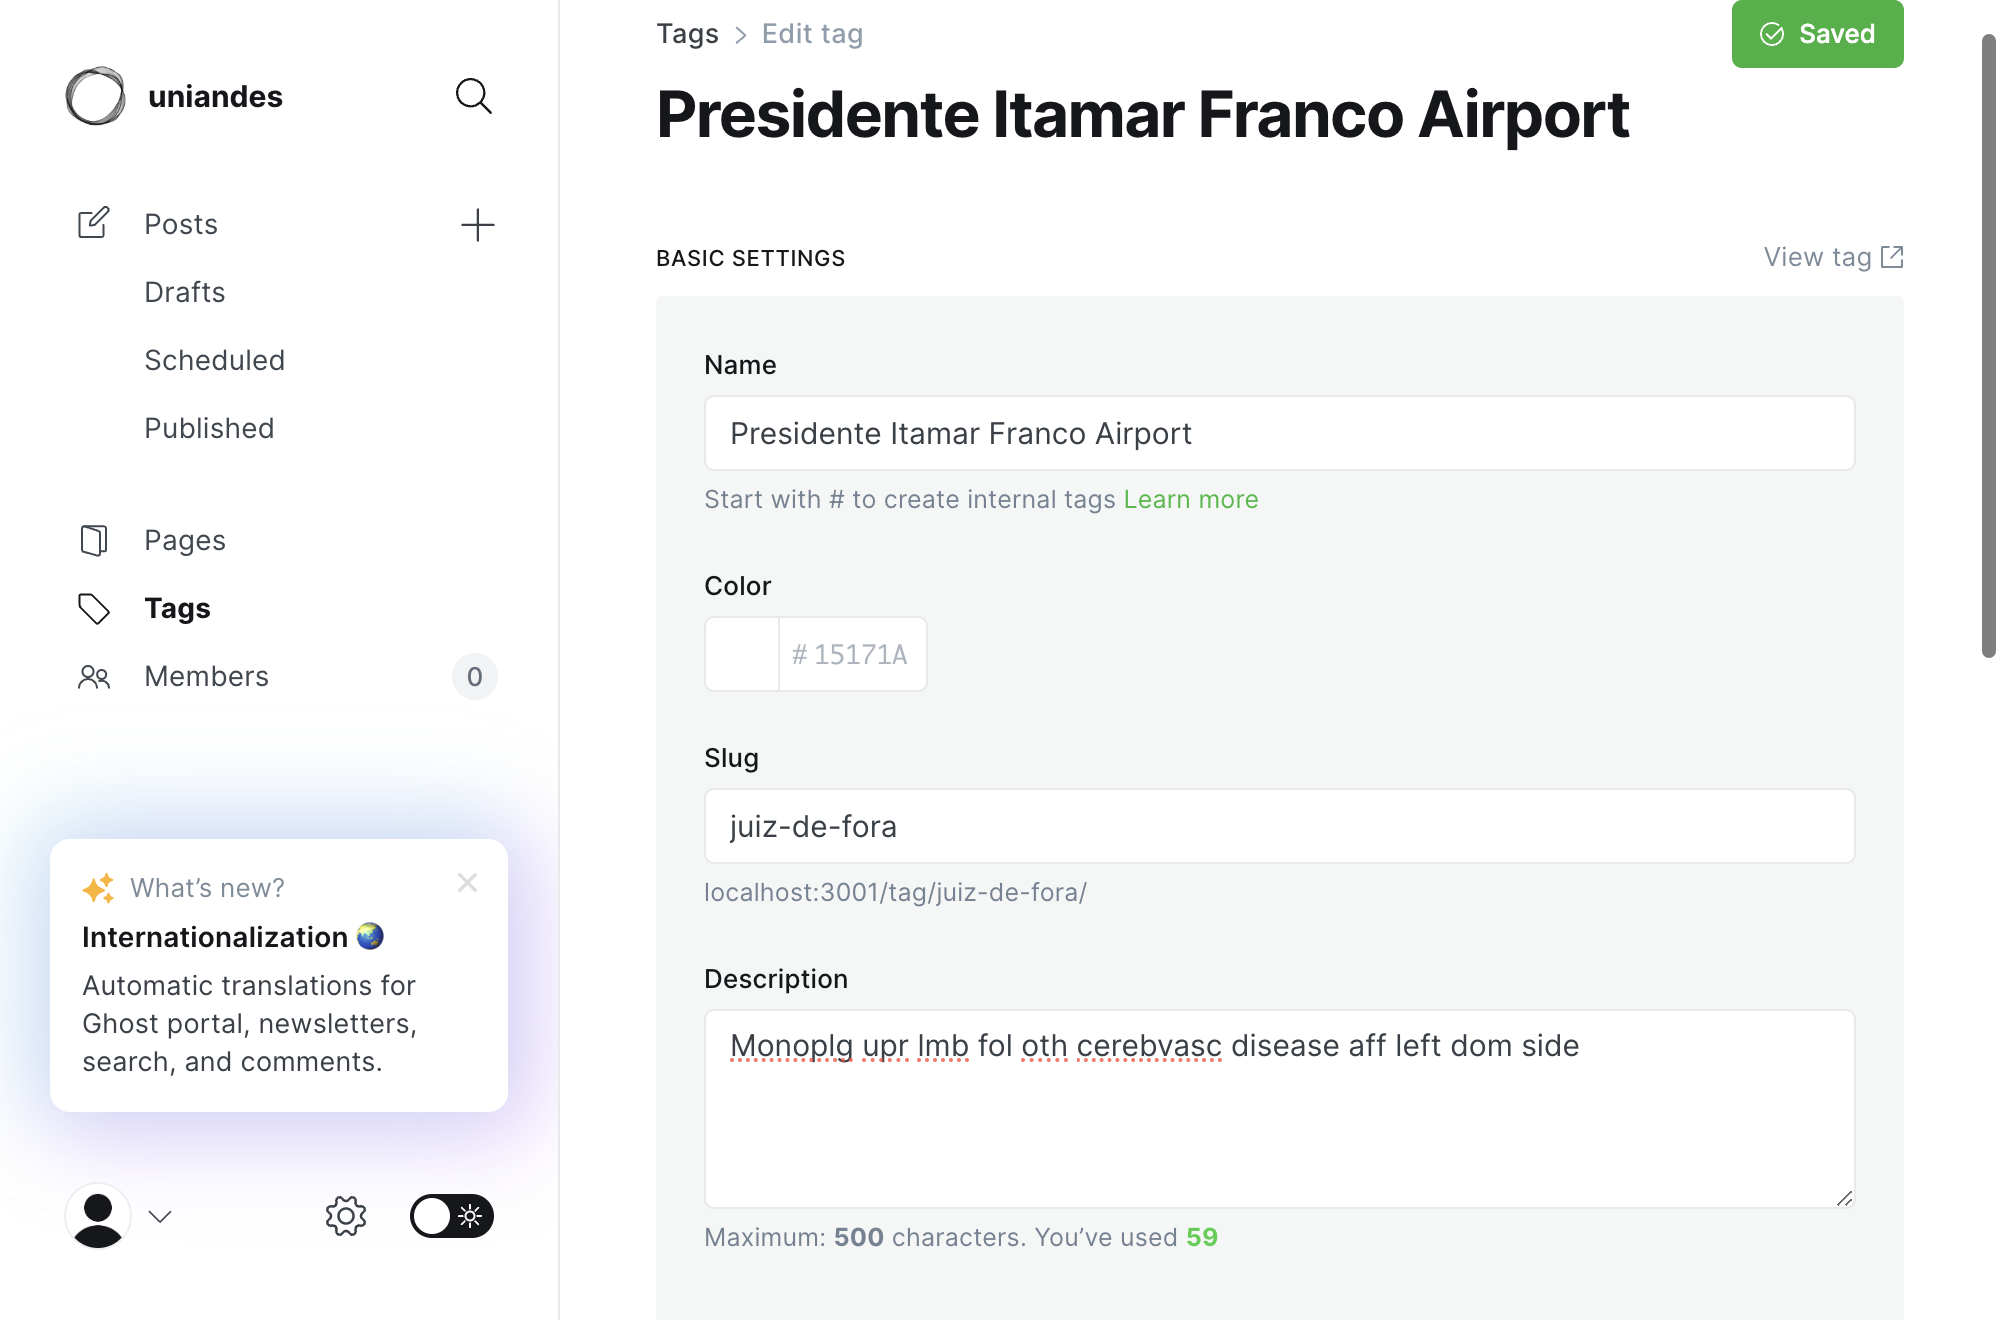 uniandes
Posts
Drafts
Scheduled
Published
Pages
Tags
Members
0
What's new?
Internationalization 🌏
Automatic translations for
Ghost portal, newsletters,
search, and comments.
Tags > Edit tag
Saved
Presidente Itamar Franco Airport
BASIC SETTINGS
View tag
Name
Presidente Itamar Franco Airport
Start with # to create internal tags Learn more
Color
# 15171A
Slug
juiz-de-fora
localhost:3001/tag/juiz-de-fora/
Description
Monoplg upr lmb fol oth cerebvasc disease aff left dom side
Maximum: 500 characters. You've used 59